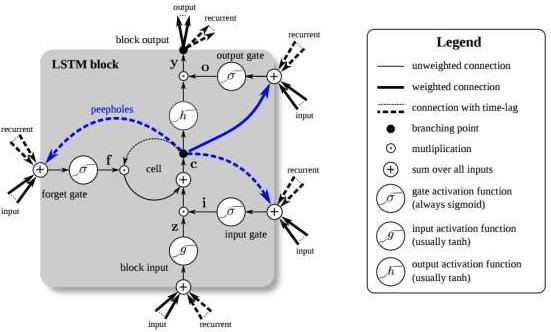 output
recurrent
block output
LSTM block
output gate
recurrent
y
o
σ
+
input
h
peepholes
recurrent
+
σ
f
forget gate
input
cell
c
+
recurrent
i
σ
+
input gate
input
z
g
block input
+
input
recurrent
Legend
unweighted connection
weighted connection
connection with time-lag
branching point
mutliplication
+
sum over all inputs
σ
gate activation function
(always sigmoid)
g
input activation function
(usually tanh)
h
output activation function
(usually tanh)